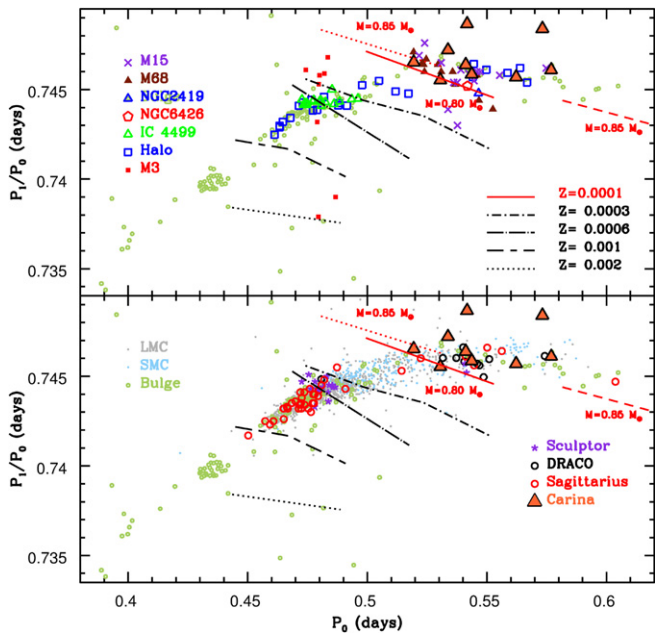 M=0.85 M⊙
0.745
0.74
0.735
P₁/P₀ (days)
M15
M68
NGC2419
NGC6426
IC 4499
Halo
M3
M=0.80 M⊙
M=0.85 M⊙
Z=0.0001
Z= 0.0003
Z= 0.0006
Z= 0.001
Z= 0.002
M=0.85 M⊙
0.745
0.74
0.735
P₁/P₀ (days)
LMC
SMC
Bulge
M=0.80 M⊙
M=0.85 M⊙
Sculptor
DRACO
Sagittarius
Carina
0.4
0.45
0.5
0.55
0.6
P₀ (days)